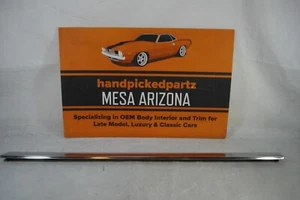 handpickedpartz
MESA ARIZONA
Specializing in OEM Body Interior and Trim for
Late Model, Luxury & Classic Cars